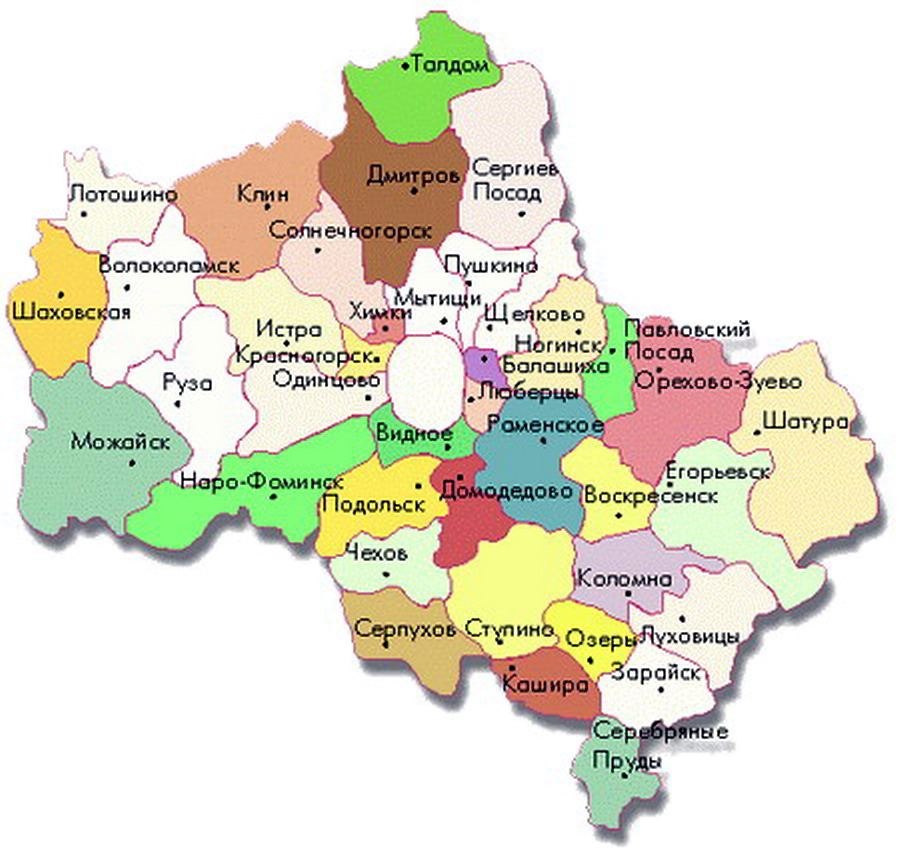 Талдом
Дмитров
Сергиев
Посад
Лотошино
Клин
Солнечногорск
Волоколамск
Пушкино
Мытищи
Шаховская
Химки
Щелково
Истра
Павловский
Посад
Ногинск
Красногорск
Балашиха
Руза
Одинцово
Орехово-Зуево
Люберцы
Шатура
Видное
Раменское
Можайск
Егорьевск
Наро-Фоминск
Домодедово
Воскресенск
Подольск
Чехов
Коломна
Серпухов
Ступино
Озеры
Луховицы
Кашира
Зарайск
Серебряные
Пруды